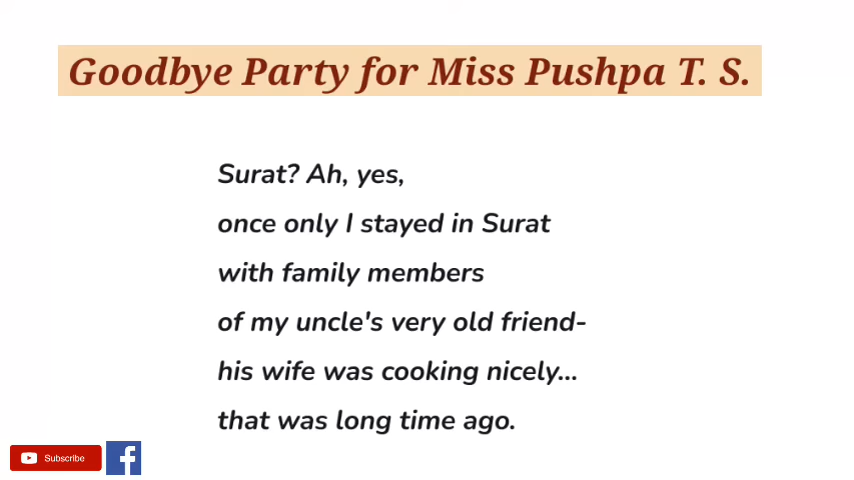 Goodbye Party for Miss Pushpa T. S.
Surat? Ah, yes,
once only I stayed in Surat
with family members
of my uncle's very old friend-
his wife was cooking nicely...
that was long time ago.
Subscribe